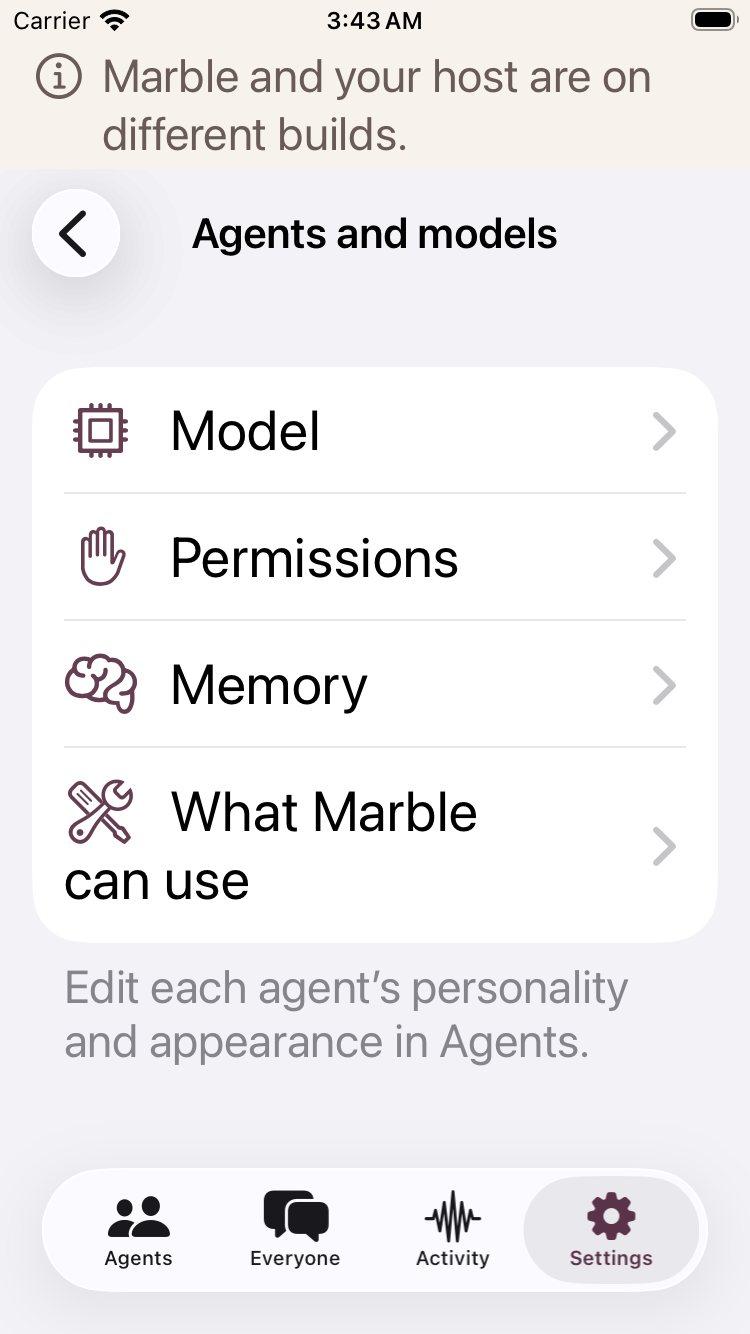 Carrier 3:43 AM
Marble and your host are on
different builds.
Agents and models
Model
Permissions
Memory
What Marble
can use
Edit each agent’s personality
and appearance in Agents.
Agents Everyone Activity Settings